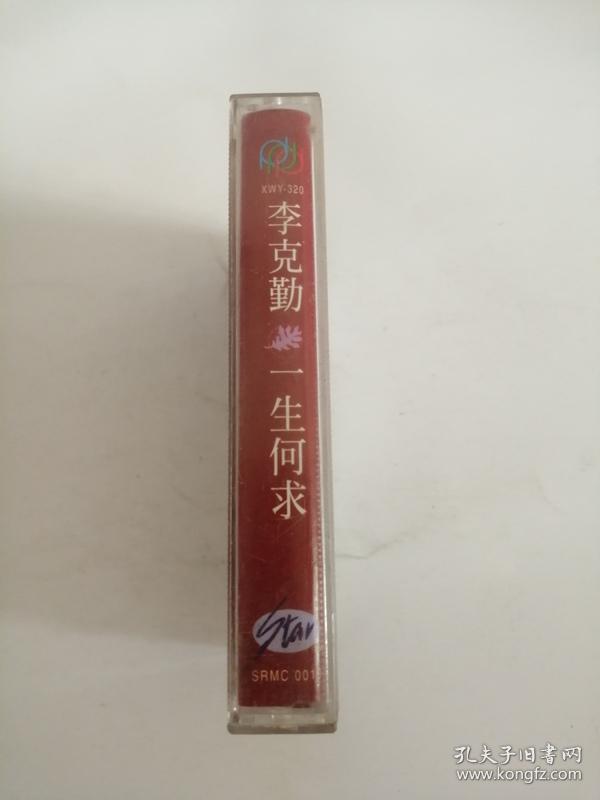 XWY-320
李克勤
一生何求
Star
SRMC 001
孔夫子旧书网
www.kongfz.com